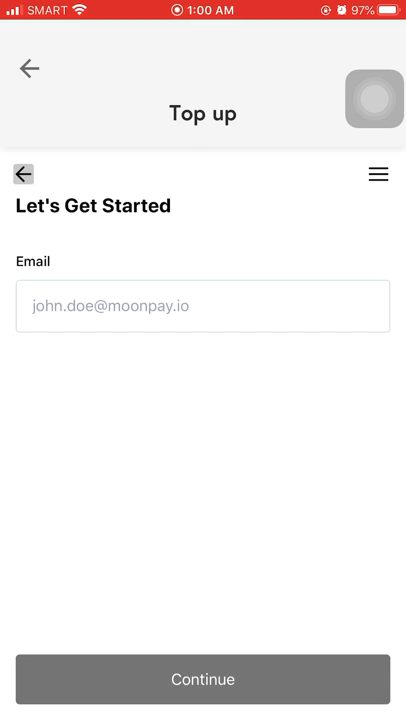 SMART 1:00 AM 97%
Top up
Let's Get Started
Email
john.doe@moonpay.io
Continue